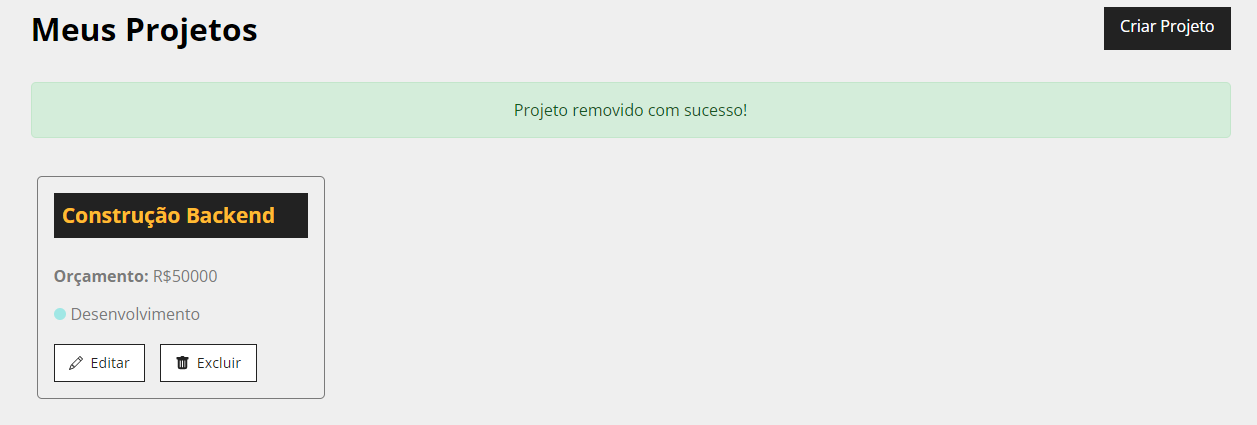 Meus Projetos
Criar Projeto
Projeto removido com sucesso!
Construção Backend
Orçamento: R$50000
Desenvolvimento
Editar
Excluir